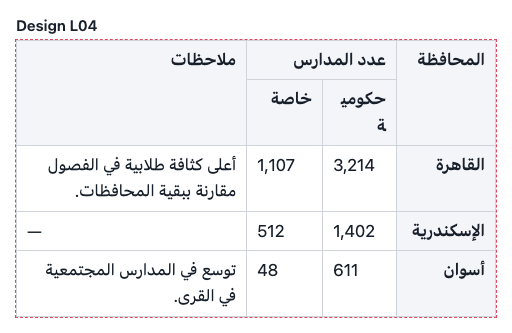 Design L04
المحافظة
عدد المدارس
ملاحظات
حكومي
ة
خاصة
القاهرة
3,214
1,107
أعلى كثافة طلابية في الفصول
مقارنة ببقية المحافظات.
الإسكندرية
1,402
512
—
أسوان
611
48
توسع في المدارس المجتمعية
في القرى.